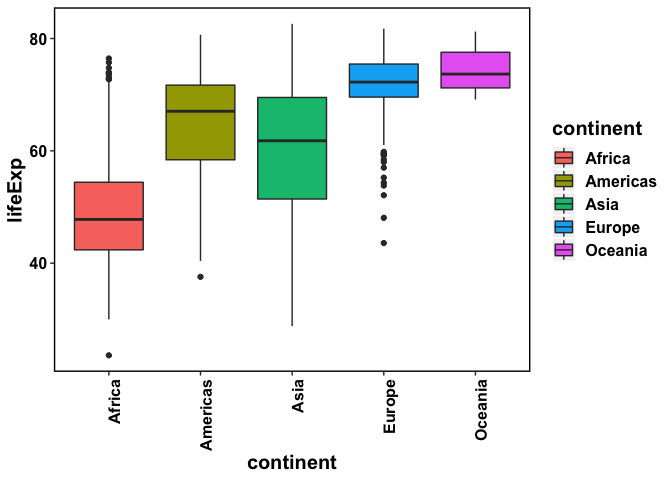 80
60
40
lifeExp
Africa
Americas
Asia
Europe
Oceania
continent
continent
Africa
Americas
Asia
Europe
Oceania